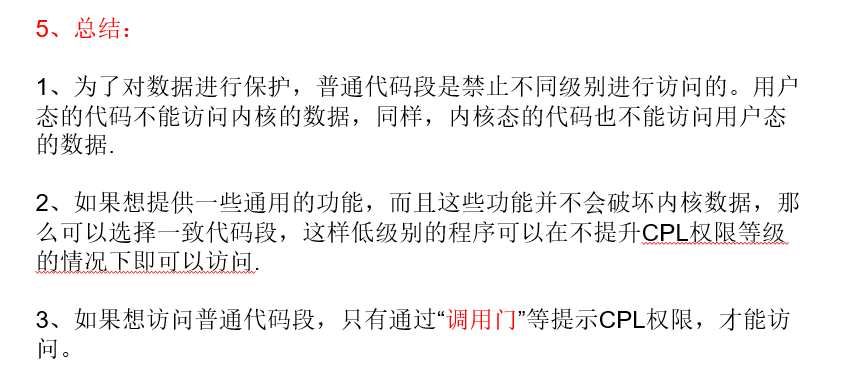 5、总结：
1、为了对数据进行保护，普通代码段是禁止不同级别进行访问的。用户
态的代码不能访问内核的数据，同样，内核态的代码也不能访问用户态
的数据.
2、如果想提供一些通用的功能，而且这些功能并不会破坏内核数据，那
么可以选择一致代码段，这样低级别的程序可以在不提升CPL权限等级
的情况下即可以访问.
3、如果想访问普通代码段，只有通过“调用门”等提示CPL权限，才能访
问。